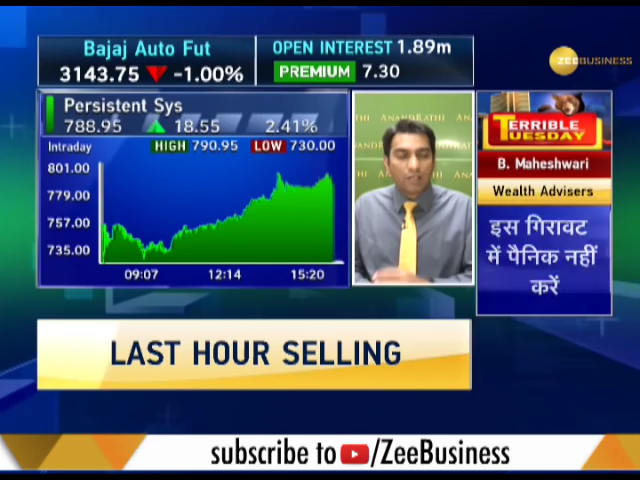 Bajaj Auto Fut
3143.75 -1.00%
OPEN INTEREST 1.89m
PREMIUM 7.30
ZEEBUSINESS
Persistent Sys
788.95 18.55 2.41%
Intraday HIGH 790.95 LOW 730.00
801.00
779.00
757.00
735.00
09:07 12:14 15:20
ANANDRATHI
TERRIBLE
TUESDAY
B. Maheshwari
Wealth Advisers
इस गिरावट
में पैनिक नहीं
करें
LAST HOUR SELLING
subscribe to /ZeeBusiness